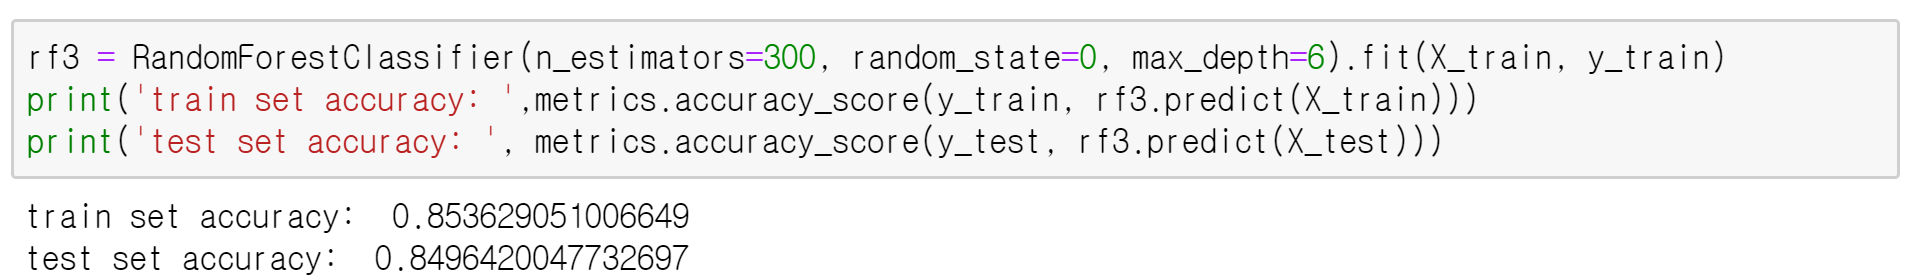 rf3 = RandomForestClassifier(n_estimators=300, random_state=0, max_depth=6).fit(X_train, y_train)
print('train set accuracy: ',metrics.accuracy_score(y_train, rf3.predict(X_train)))
print('test set accuracy: ', metrics.accuracy_score(y_test, rf3.predict(X_test)))
train set accuracy:  0.853629051006649
test set accuracy:  0.8496420047732697